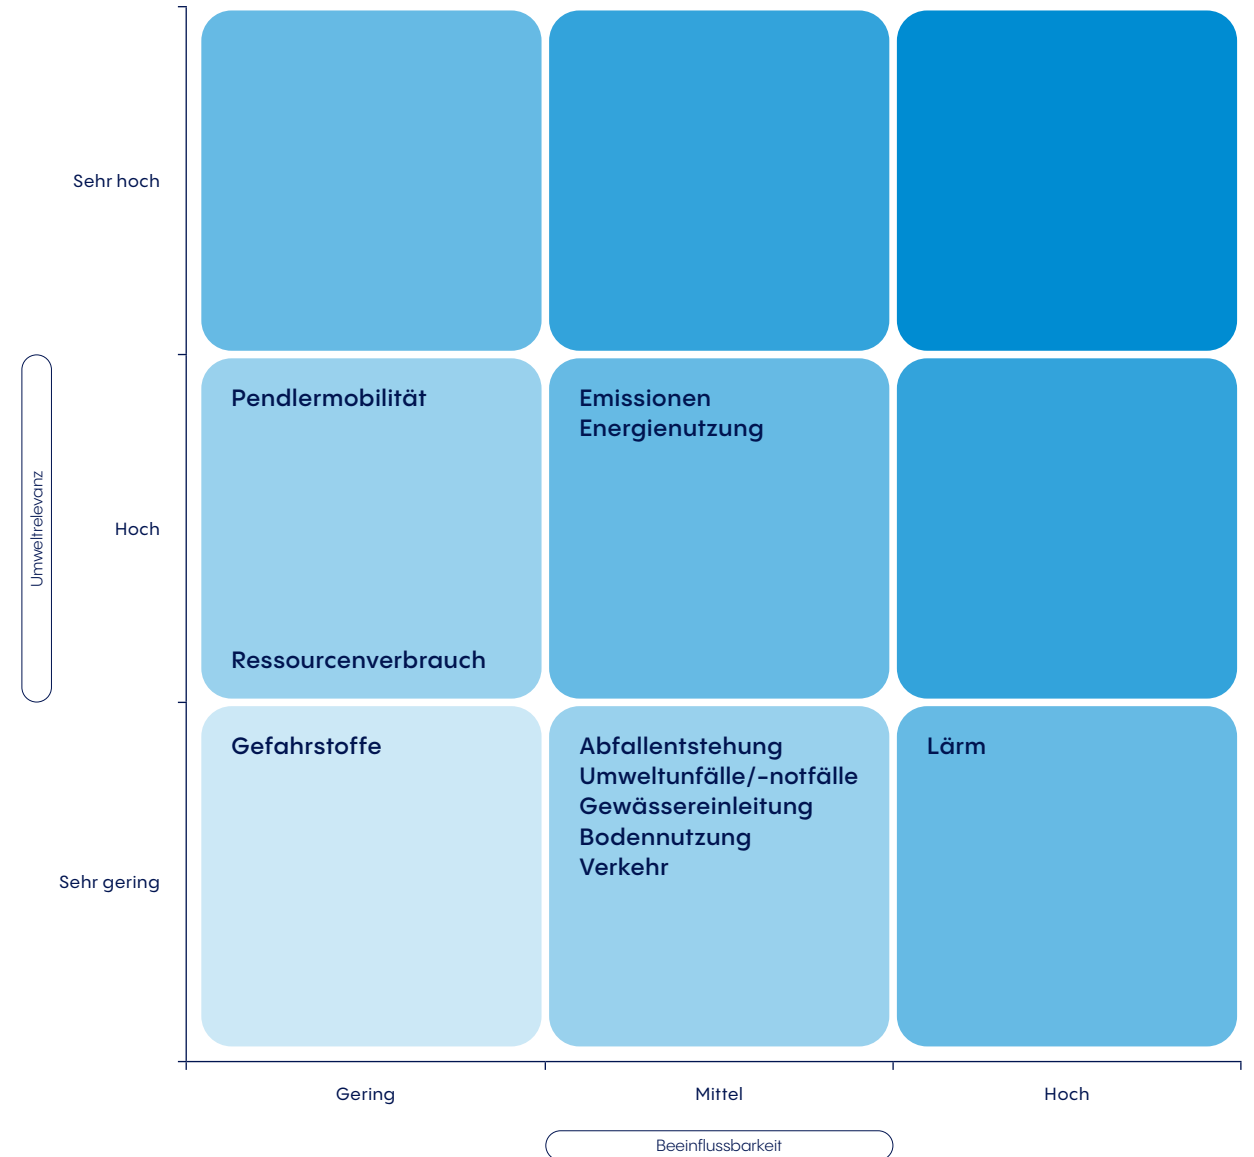 Sehr hoch
Umweltrelevanz
Hoch
Pendlermobilität
Ressourcenverbrauch
Emissionen
Energienutzung
Sehr gering
Gefahrstoffe
Abfallentstehung
Umweltunfälle/-notfälle
Gewässereinleitung
Bodennutzung
Verkehr
Lärm
Gering
Mittel
Hoch
Beeinflussbarkeit